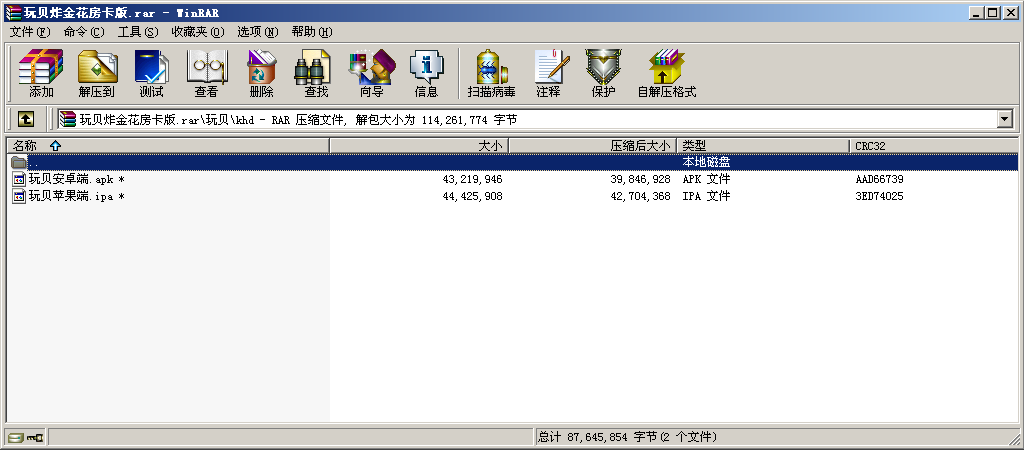 玩贝炸金花房卡版.rar - WinRAR
文件(F) 命令(C) 工具(S) 收藏夹(O) 选项(N) 帮助(H)
添加 解压到 测试 查看 删除 查找 向导 信息 扫描病毒 注释 保护 自解压格式
玩贝炸金花房卡版.rar\玩贝\khd - RAR 压缩文件, 解包大小为 114,261,774 字节
名称 大小 压缩后大小 类型 CRC32
.. 本地磁盘
玩贝安卓端.apk * 43,219,946 39,846,928 APK 文件 AAD66739
玩贝苹果端.ipa * 44,425,908 42,704,368 IPA 文件 3ED74025
总计 87,645,854 字节(2 个文件)